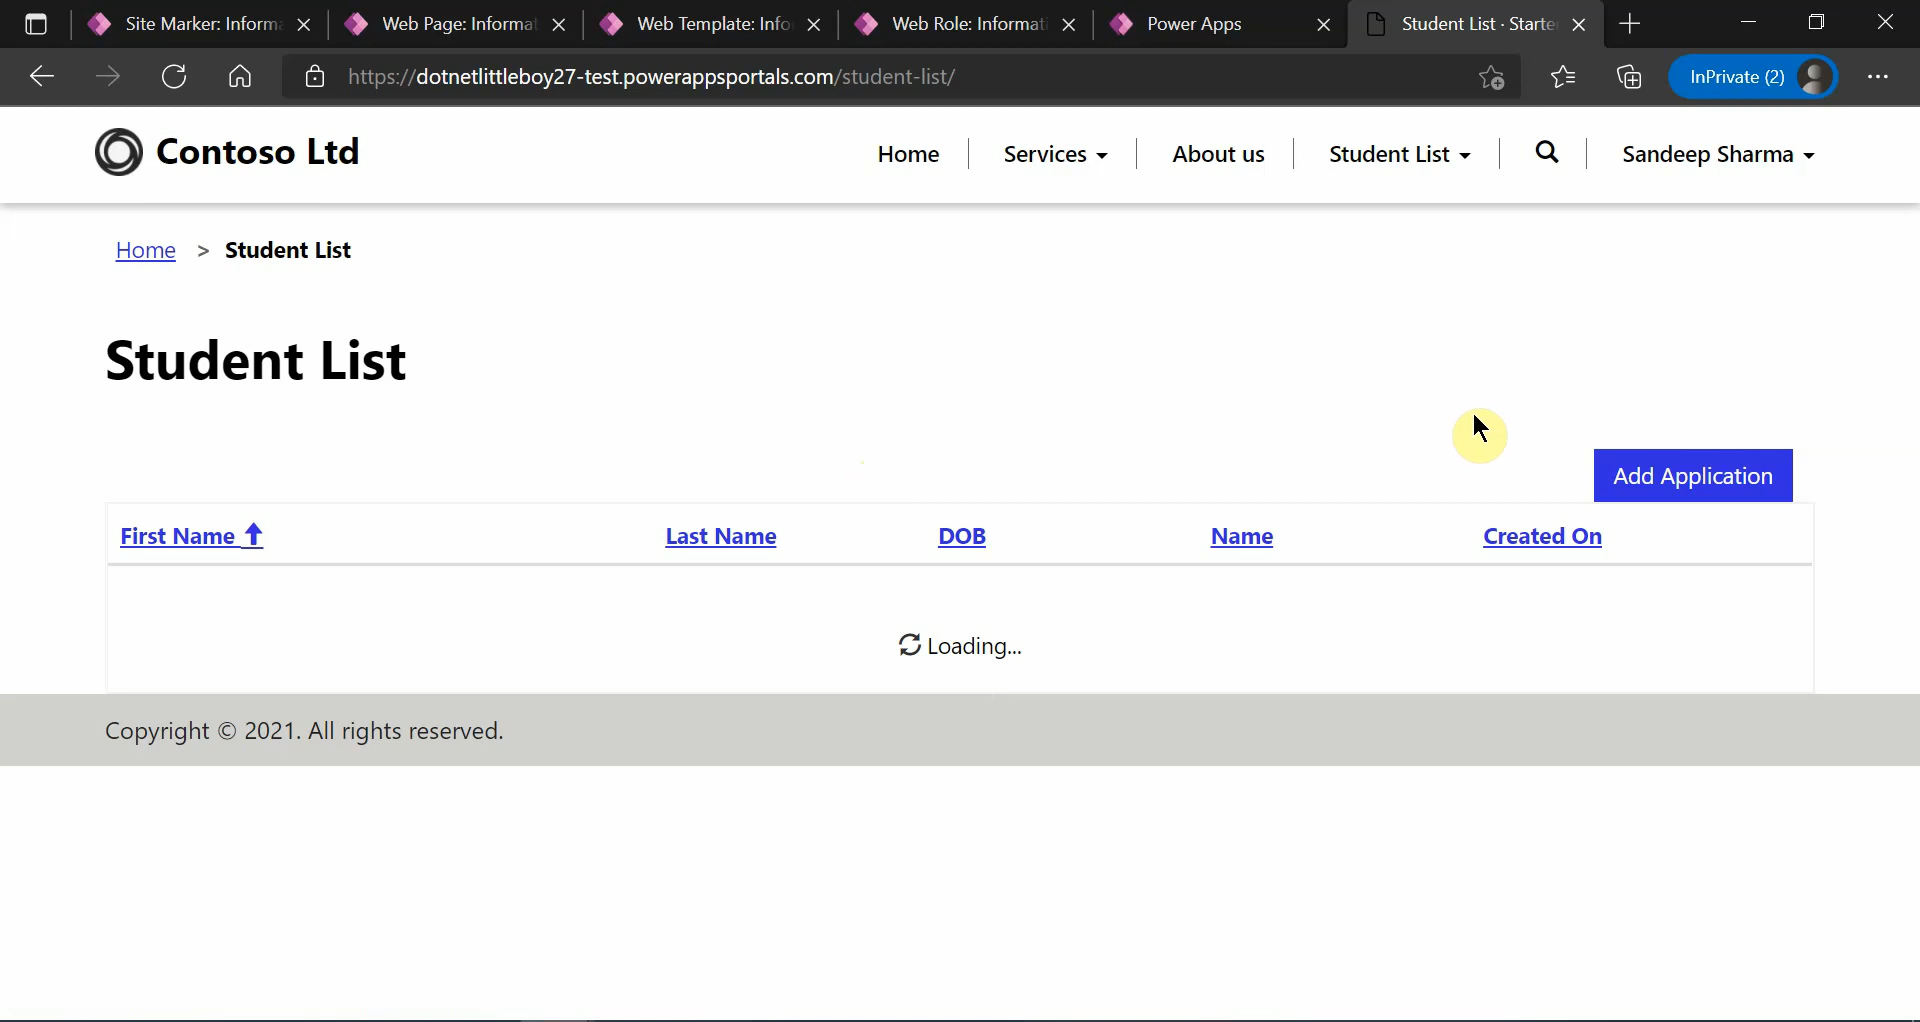 Site Marker: Inform
Web Page: Informat
Web Template: Info
Web Role: Informati
Power Apps
Student List · Starte
https://dotnetlittleboy27-test.powerappsportals.com/student-list/
InPrivate (2)
Contoso Ltd
Home
Services
About us
Student List
Sandeep Sharma
Home > Student List
Student List
Add Application
First Name
Last Name
DOB
Name
Created On
Loading...
Copyright © 2021. All rights reserved.